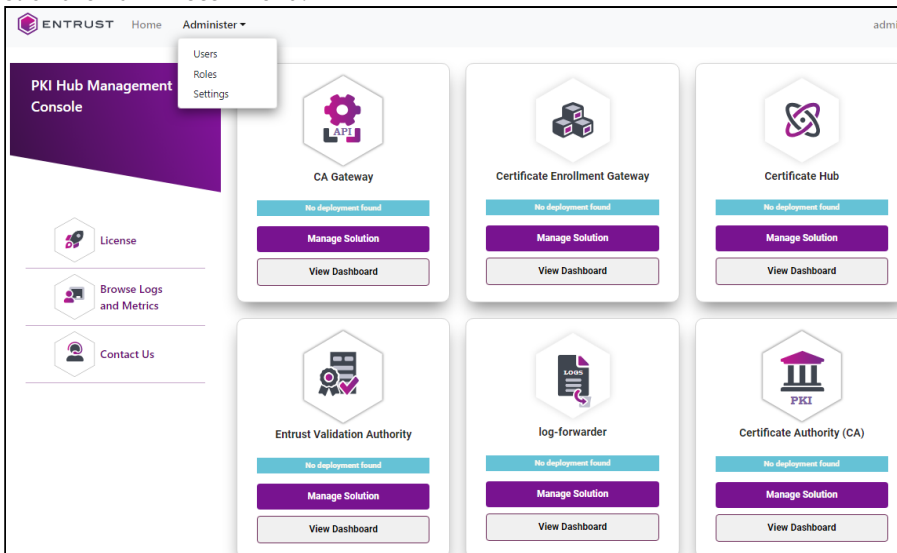 ENTRUST Home Administer
Users
Roles
Settings
PKI Hub Management
Console
License
Browse Logs
and Metrics
Contact Us
API
CA Gateway
No deployment found
Manage Solution
View Dashboard
Certificate Enrollment Gateway
No deployment found
Manage Solution
View Dashboard
Certificate Hub
No deployment found
Manage Solution
View Dashboard
Entrust Validation Authority
No deployment found
Manage Solution
View Dashboard
LOGS
log-forwarder
No deployment found
Manage Solution
View Dashboard
PKI
Certificate Authority (CA)
No deployment found
Manage Solution
View Dashboard